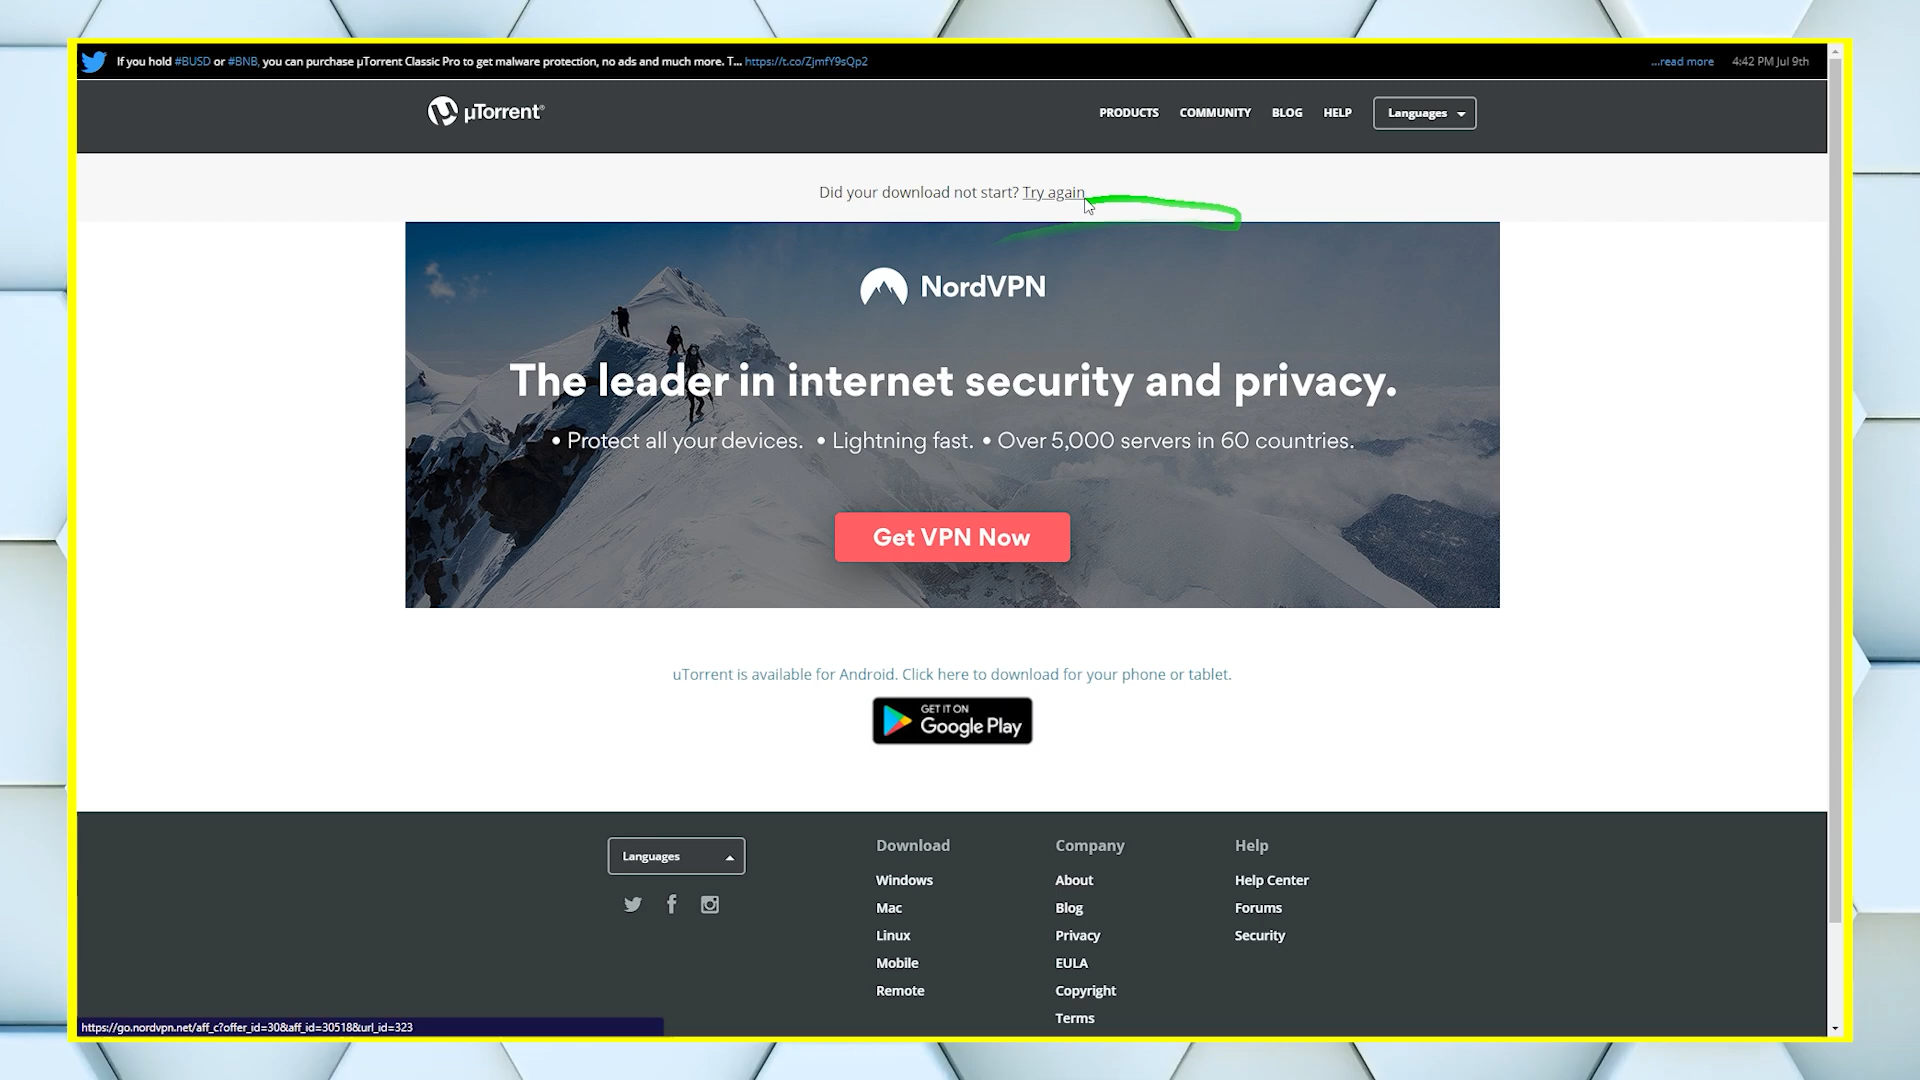 If you hold #BUSD or #BNB, you can purchase µTorrent Classic Pro to get malware protection, no ads and much more. T... https://t.co/ZjmfY9sQp2 ...read more 4:42 PM Jul 9th
µTorrent® PRODUCTS COMMUNITY BLOG HELP Languages
Did your download not start? Try again
NordVPN
The leader in internet security and privacy.
• Protect all your devices. • Lightning fast. • Over 5,000 servers in 60 countries.
Get VPN Now
uTorrent is available for Android. Click here to download for your phone or tablet.
GET IT ON
Google Play
Languages
Download
Windows
Mac
Linux
Mobile
Remote
Company
About
Blog
Privacy
EULA
Copyright
Terms
Help
Help Center
Forums
Security
https://go.nordvpn.net/aff_c?offer_id=30&aff_id=30518&url_id=323